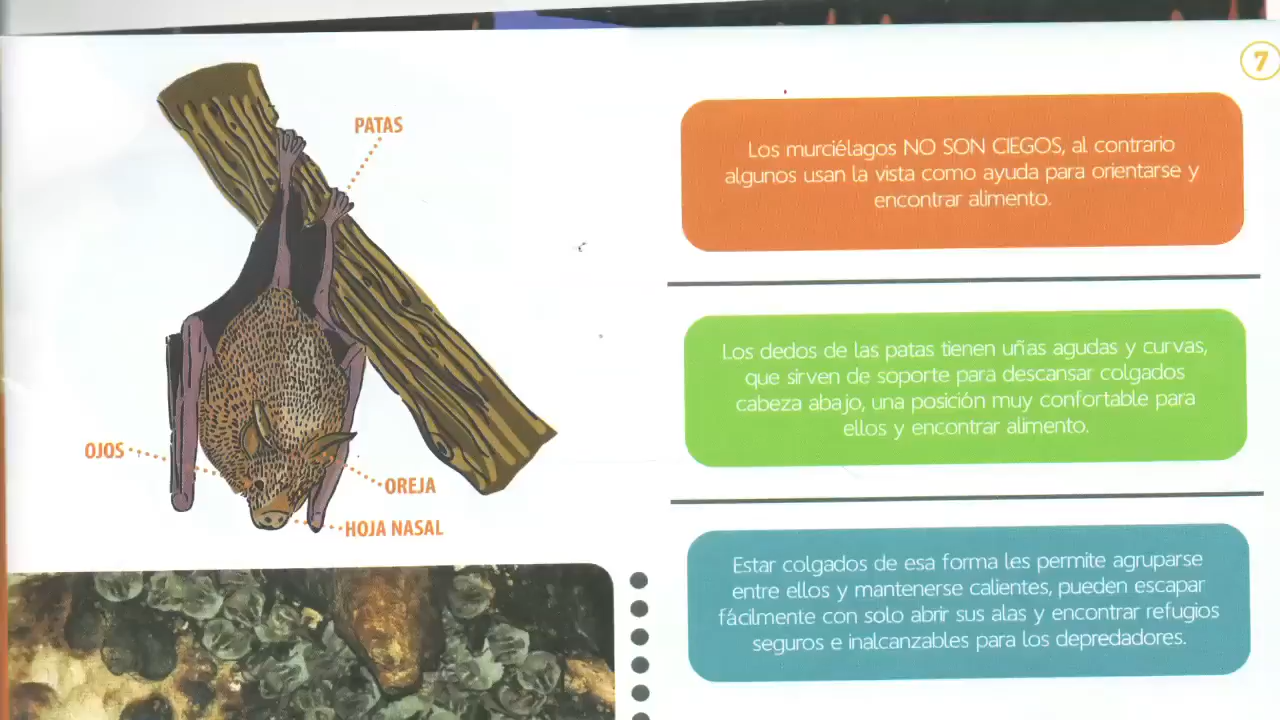 7
PATAS
OJOS
OREJA
HOJA NASAL
Los murciélagos NO SON CIEGOS, al contrario
algunos usan la vista como ayuda para orientarse y
encontrar alimento.
Los dedos de las patas tienen uñas agudas y curvas,
que sirven de soporte para descansar colgados
cabeza abajo, una posición muy confortable para
ellos y encontrar alimento.
Estar colgados de esa forma les permite agruparse
entre ellos y mantenerse calientes, pueden escapar
fácilmente con solo abrir sus alas y encontrar refugios
seguros e inalcanzables para los depredadores.